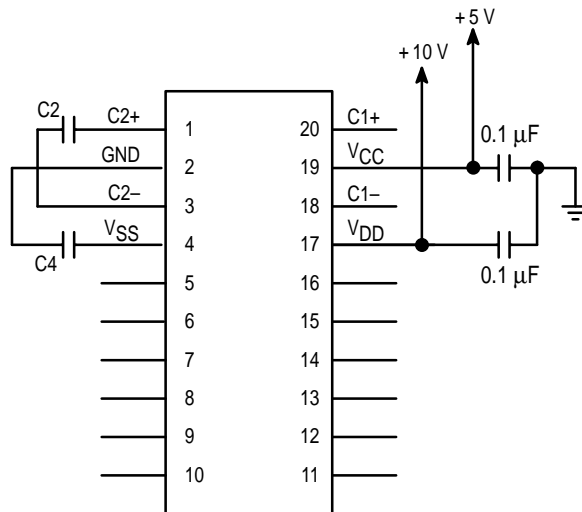 + 5 V
+ 10 V
C2 C2+ 1 20 C1+ 0.1 μF
GND 2 19 VCC
C2– 3 18 C1–
VSS 4 17 VDD
C4 5 16 0.1 μF
6 15
7 14
8 13
9 12
10 11